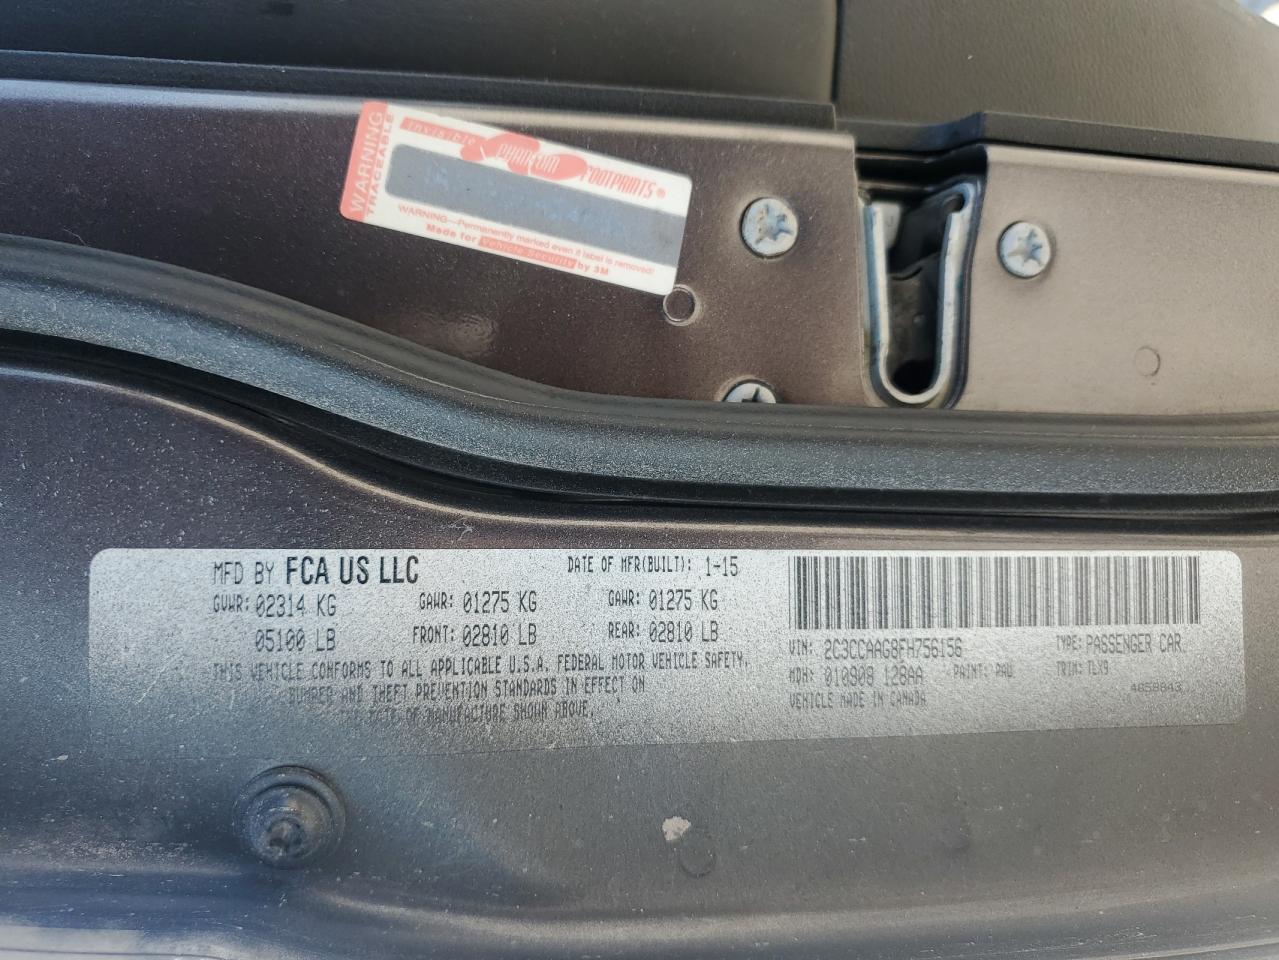 WARNING
TRACEABLE
Invisible PHANTOM FOOTPRINTS®
WARNING—Permanently marked even if label is removed!
Made for Vehicle Security by 3M
MFD BY FCA US LLC DATE OF MFR(BUILT): 1-15
GVWR: 02314 KG GAWR: 01275 KG GAWR: 01275 KG
05100 LB FRONT: 02810 LB REAR: 02810 LB
THIS VEHICLE CONFORMS TO ALL APPLICABLE U.S.A. FEDERAL MOTOR VEHICLE SAFETY,
BUMPER AND THEFT PREVENTION STANDARDS IN EFFECT ON
THE DATE OF MANUFACTURE SHOWN ABOVE.
VIN: 2C3CCAAG8FH756156 TYPE: PASSENGER CAR
MDH: 010908 128AA PAINT: PAU TRIM: TLX9
VEHICLE MADE IN CANADA 4658843